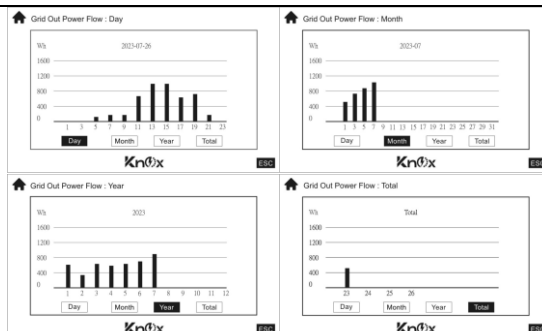 Grid Out Power Flow : Day
Wh 2023-07-26
1600
1200
800
400
0
1 3 5 7 9 11 13 15 17 19 21 23
Day Month Year Total
Knox ESC
Grid Out Power Flow : Month
Wh 2023-07
1600
1200
800
400
0
1 3 5 7 9 11 13 15 17 19 21 23 25 27 29 31
Day Month Year Total
Knox ESC
Grid Out Power Flow : Year
Wh 2023
1600
1200
800
400
0
1 2 3 4 5 6 7 8 9 10 11 12
Day Month Year Total
Knox ESC
Grid Out Power Flow : Total
Wh Total
1600
1200
800
400
0
23 24 25 26
Day Month Year Total
Knox ESC